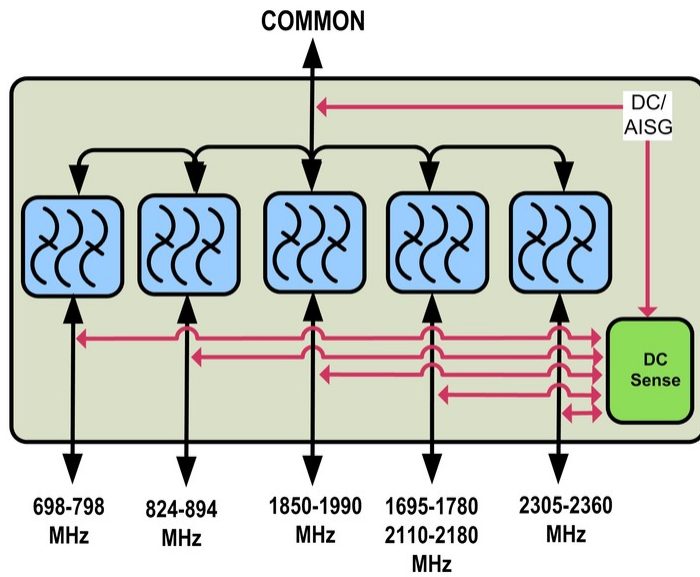 COMMON
DC/
AISG
DC
Sense
698-798
MHz
824-894
MHz
1850-1990
MHz
1695-1780
2110-2180
MHz
2305-2360
MHz